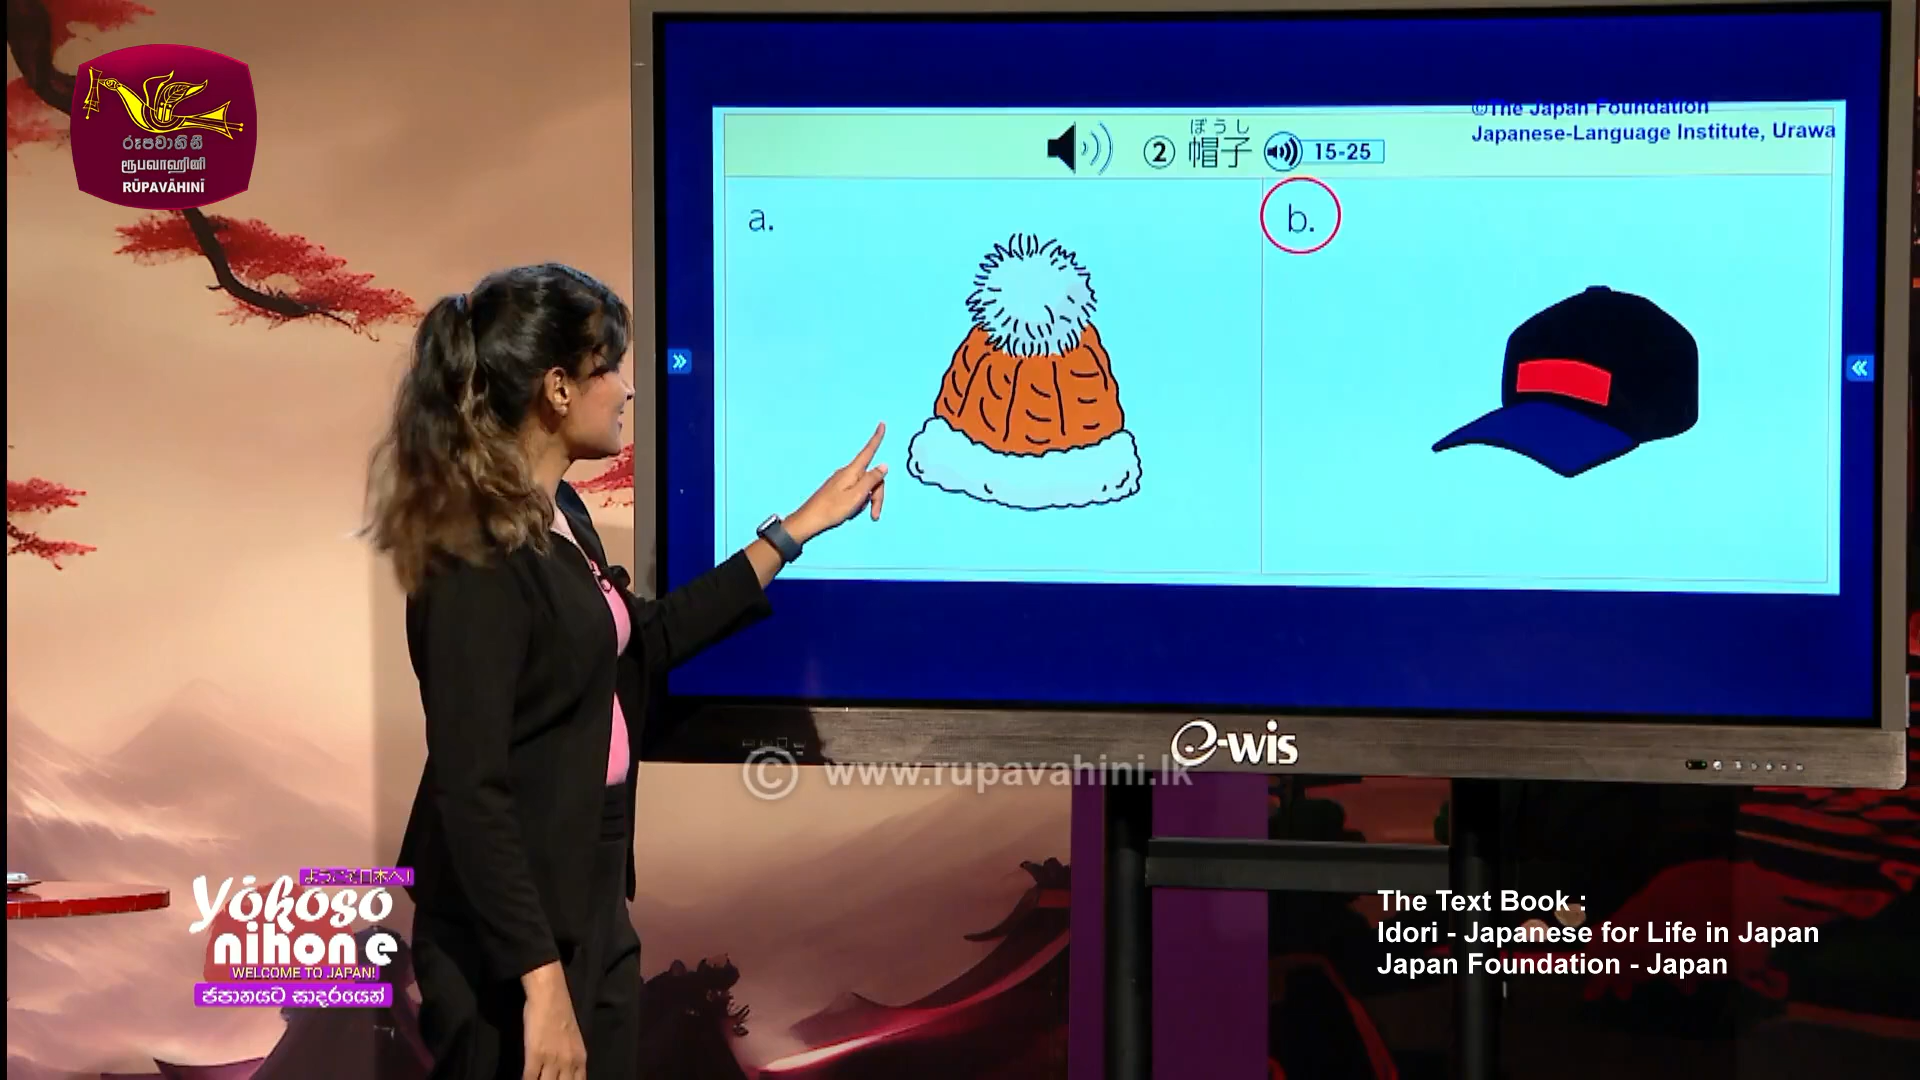 රූපවාහිනී
ரூபவாஹினி
RŪPAVĀHINĪ
©The Japan Foundation
Japanese-Language Institute, Urawa
ぼうし
② 帽子 15-25
a.
b.
e-wis
© www.rupavahini.lk
ようこそ日本へ!
yōkoso
nihon e
WELCOME TO JAPAN!
ජපානයට සාදරයෙන්
The Text Book :
Idori - Japanese for Life in Japan
Japan Foundation - Japan